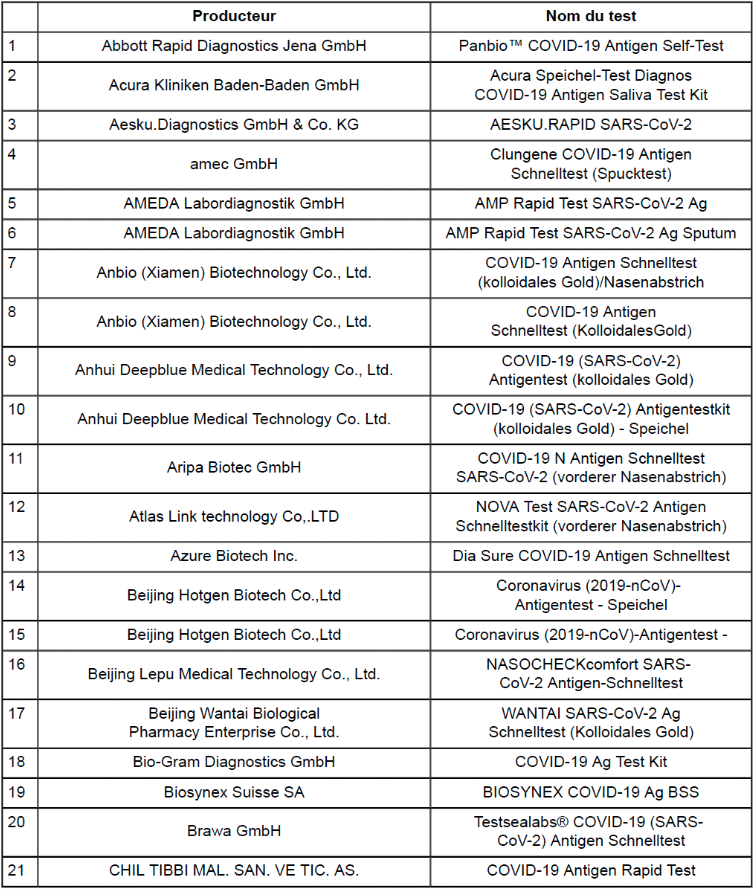 Producteur Nom du test
1 Abbott Rapid Diagnostics Jena GmbH Panbio™ COVID-19 Antigen Self-Test
2 Acura Kliniken Baden-Baden GmbH Acura Speichel-Test Diagnos
COVID-19 Antigen Saliva Test Kit
3 Aesku.Diagnostics GmbH & Co. KG AESKU.RAPID SARS-CoV-2
4 amec GmbH Clungene COVID-19 Antigen
Schnelltest (Spucktest)
5 AMEDA Labordiagnostik GmbH AMP Rapid Test SARS-CoV-2 Ag
6 AMEDA Labordiagnostik GmbH AMP Rapid Test SARS-CoV-2 Ag Sputum
7 Anbio (Xiamen) Biotechnology Co., Ltd. COVID-19 Antigen Schnelltest
(kolloidales Gold)/Nasenabstrich
8 Anbio (Xiamen) Biotechnology Co., Ltd. COVID-19 Antigen
Schnelltest (KolloidalesGold)
9 Anhui Deepblue Medical Technology Co., Ltd. COVID-19 (SARS-CoV-2)
Antigentest (kolloidales Gold)
10 Anhui Deepblue Medical Technology Co. Ltd. COVID-19 (SARS-CoV-2) Antigentestkit
(kolloidales Gold) - Speichel
11 Aripa Biotec GmbH COVID-19 N Antigen Schnelltest
SARS-CoV-2 (vorderer Nasenabstrich)
12 Atlas Link technology Co,.LTD NOVA Test SARS-CoV-2 Antigen
Schnelltestkit (vorderer Nasenabstrich)
13 Azure Biotech Inc. Dia Sure COVID-19 Antigen Schnelltest
14 Beijing Hotgen Biotech Co.,Ltd Coronavirus (2019-nCoV)-
Antigentest - Speichel
15 Beijing Hotgen Biotech Co.,Ltd Coronavirus (2019-nCoV)-Antigentest -
16 Beijing Lepu Medical Technology Co., Ltd. NASOCHECKcomfort SARS-
CoV-2 Antigen-Schnelltest
17 Beijing Wantai Biological WANTAI SARS-CoV-2 Ag
Pharmacy Enterprise Co., Ltd. Schnelltest (Kolloidales Gold)
18 Bio-Gram Diagnostics GmbH COVID-19 Ag Test Kit
19 Biosynex Suisse SA BIOSYNEX COVID-19 Ag BSS
20 Brawa GmbH Testsealabs® COVID-19 (SARS-
CoV-2) Antigen Schnelltest
21 CHIL TIBBI MAL. SAN. VE TIC. AS. COVID-19 Antigen Rapid Test